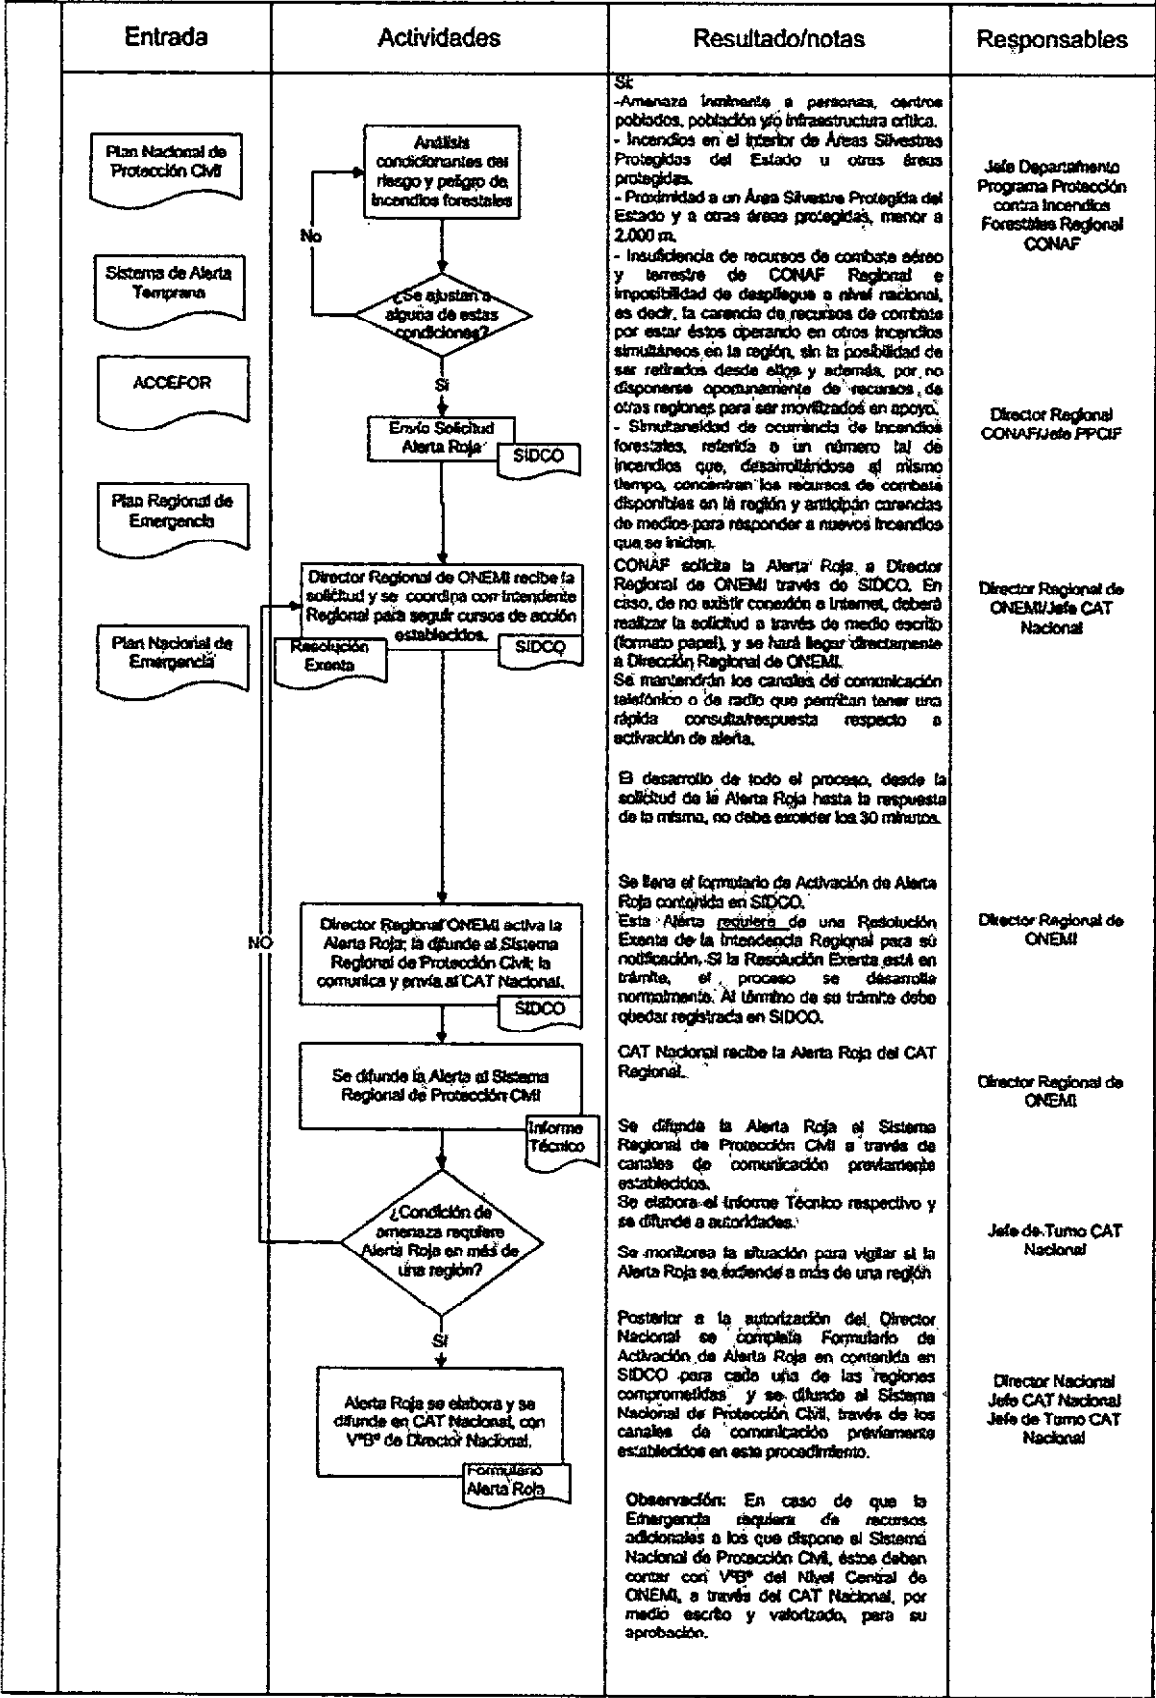 Entrada
Actividades
Resultado/notas
Responsables
Plan Nacional de
Protección Civil
Sistema de Alerta
Temprana
ACCEFOR
Plan Regional de
Emergencia
Plan Nacional de
Emergencia
Análisis
condicionantes del
riesgo y peligro de
incendios forestales
No
¿Se ajustan a
alguna de estas
condiciones?
Si
Envío Solicitud
Alerta Roja
SIDCO
Director Regional de ONEMI recibe la
solicitud y se coordina con Intendente
Regional para seguir cursos de acción
establecidos.
Resolución
Exenta
SIDCO
NO
Director Regional ONEMI activa la
Alerta Roja; la difunde al Sistema
Regional de Protección Civil; la
comunica y envía al CAT Nacional.
SIDCO
Se difunde la Alerta al Sistema
Regional de Protección Civil
Informe
Técnico
¿Condición de
amenaza requiere
Alerta Roja en más de
una región?
Sí
Alerta Roja se elabora y se
difunde en CAT Nacional, con
V°B° de Director Nacional.
Formulario
Alerta Roja
Si:
-Amenaza inminente a personas, centros
poblados, población y/o infraestructura crítica.
- Incendios en el interior de Áreas Silvestres
Protegidas del Estado u otras áreas
protegidas.
- Proximidad a un Área Silvestre Protegida del
Estado y a otras áreas protegidas, menor a
2.000 m.
- Insuficiencia de recursos de combate aéreo
y terrestre de CONAF Regional e
imposibilidad de despliegue a nivel nacional,
es decir, la carencia de recursos de combate
por estar éstos operando en otros incendios
simultáneos en la región, sin la posibilidad de
ser retirados desde ellos y además, por no
disponerse oportunamente de recursos de
otras regiones para ser movilizados en apoyo.
- Simultaneidad de ocurrencia de incendios
forestales, referida a un número tal de
incendios que, desarrollándose al mismo
tiempo, concentran los recursos de combate
disponibles en la región y anticipan carencias
de medios para responder a nuevos incendios
que se inicien.
CONAF solicita la Alerta Roja a Director
Regional de ONEMI través de SIDCO. En
caso, de no existir conexión a Internet, deberá
realizar la solicitud a través de medio escrito
(formato papel), y se hará llegar directamente
a Dirección Regional de ONEMI.
Se mantendrán los canales de comunicación
telefónico o de radio que permitan tener una
rápida consulta/respuesta respecto a
activación de alerta.
El desarrollo de todo el proceso, desde la
solicitud de la Alerta Roja hasta la respuesta
de la misma, no debe exceder los 30 minutos.
Se llena el formulario de Activación de Alerta
Roja contenida en SIDCO.
Esta Alerta requiere de una Resolución
Exenta de la Intendencia Regional para su
notificación. Si la Resolución Exenta está en
trámite, el proceso se desarrolla
normalmente. Al término de su trámite debe
quedar registrada en SIDCO.
CAT Nacional recibe la Alerta Roja del CAT
Regional.
Se difunde la Alerta Roja al Sistema
Regional de Protección Civil a través de
canales de comunicación previamente
establecidos.
Se elabora el Informe Técnico respectivo y
se difunde a autoridades.
Se monitorea la situación para vigilar si la
Alerta Roja se extiende a más de una región
Posterior a la autorización del Director
Nacional se completa Formulario de
Activación de Alerta Roja en contenida en
SIDCO para cada una de las regiones
comprometidas y se difunde al Sistema
Nacional de Protección Civil, través de los
canales de comunicación previamente
establecidos en este procedimiento.
Observación: En caso de que la
Emergencia requiera de recursos
adicionales a los que dispone el Sistema
Nacional de Protección Civil, éstos deben
contar con V°B° del Nivel Central de
ONEMI, a través del CAT Nacional, por
medio escrito y valorizado, para su
aprobación.
Jefe Departamento
Programa Protección
contra Incendios
Forestales Regional
CONAF
Director Regional
CONAF/Jefe PPCIF
Director Regional de
ONEMI/Jefe CAT
Nacional
Director Regional de
ONEMI
Director Regional de
ONEMI
Jefe de Turno CAT
Nacional
Director Nacional
Jefe CAT Nacional
Jefe de Turno CAT
Nacional